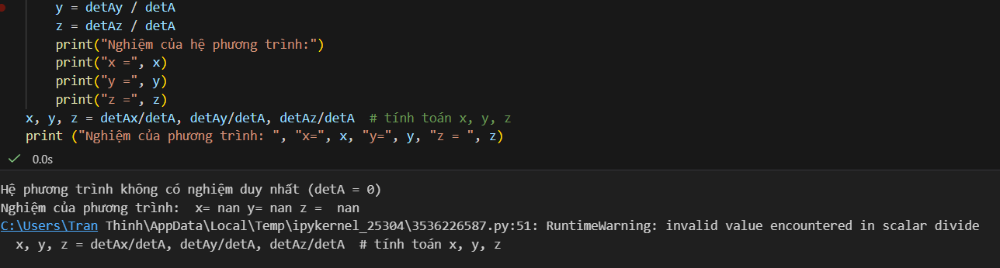 y = detAy / detA
z = detAz / detA
print("Nghiệm của hệ phương trình:")
print("x =", x)
print("y =", y)
print("z =", z)
x, y, z = detAx/detA, detAy/detA, detAz/detA  # tính toán x, y, z
print ("Nghiệm của phương trình: ", "x=", x, "y=", y, "z = ", z)
0.0s
Hệ phương trình không có nghiệm duy nhất (detA = 0)
Nghiệm của phương trình:  x= nan y= nan z =  nan
C:\Users\Tran Thinh\AppData\Local\Temp\ipykernel_25304\3536226587.py:51: RuntimeWarning: invalid value encountered in scalar divide
x, y, z = detAx/detA, detAy/detA, detAz/detA  # tính toán x, y, z